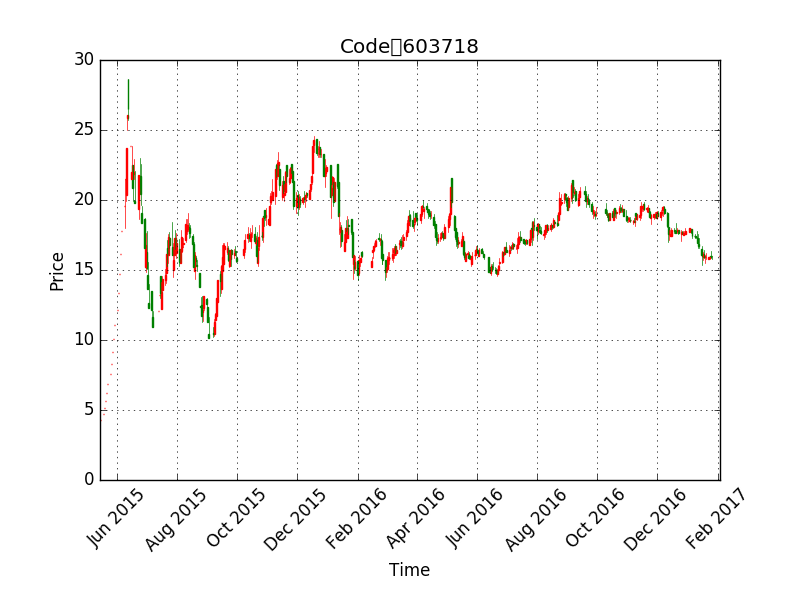 Code▯603718
30
25
20
15
10
5
0
Price
Jun 2015
Aug 2015
Oct 2015
Dec 2015
Feb 2016
Apr 2016
Jun 2016
Aug 2016
Oct 2016
Dec 2016
Feb 2017
Time